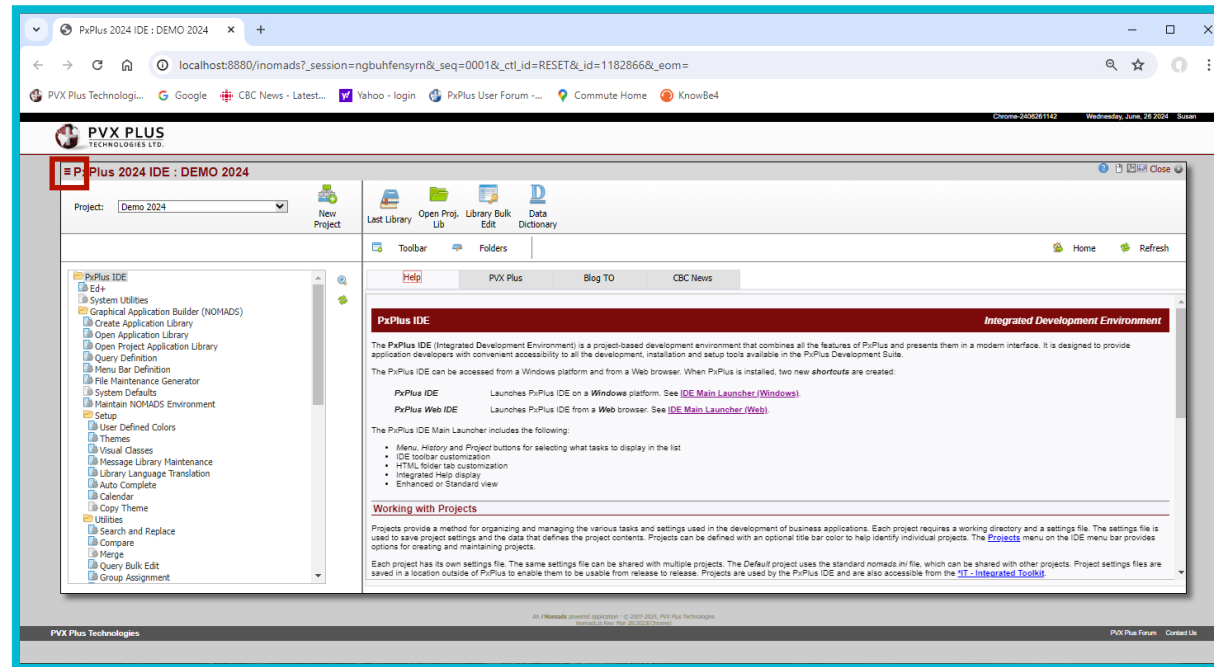 PxPlus 2024 IDE : DEMO 2024
localhost:8880/inomads?_session=ngbuhfensyrn&_seq=0001&_ctl_id=RESET&_id=1182866&_eom=
PVX Plus Technologi... Google CBC News - Latest... Yahoo - login PxPlus User Forum -... Commute Home KnowBe4
Chrome-2406261142 Wednesday, June, 26 2024 Susan
PVX PLUS
TECHNOLOGIES LTD.
PxPlus 2024 IDE : DEMO 2024 Close
Project: Demo 2024
New Project
Last Library
Open Proj. Lib
Library Bulk Edit
Data Dictionary
Toolbar Folders Home Refresh
PxPlus IDE
Ed+
System Utilities
Graphical Application Builder (NOMADS)
Create Application Library
Open Application Library
Open Project Application Library
Query Definition
Menu Bar Definition
File Maintenance Generator
System Defaults
Maintain NOMADS Environment
Setup
User Defined Colors
Themes
Visual Classes
Message Library Maintenance
Library Language Translation
Auto Complete
Calendar
Copy Theme
Utilities
Search and Replace
Compare
Merge
Query Bulk Edit
Group Assignment
Help PVX Plus Blog TO CBC News
PxPlus IDE Integrated Development Environment
The PxPlus IDE (Integrated Development Environment) is a project-based development environment that combines all the features of PxPlus and presents them in a modern interface. It is designed to provide
application developers with convenient accessibility to all the development, installation and setup tools available in the PxPlus Development Suite.
The PxPlus IDE can be accessed from a Windows platform and from a Web browser. When PxPlus is installed, two new shortcuts are created:
PxPlus IDE Launches PxPlus IDE on a Windows platform. See IDE Main Launcher (Windows).
PxPlus Web IDE Launches PxPlus IDE from a Web browser. See IDE Main Launcher (Web).
The PxPlus IDE Main Launcher includes the following:
• Menu, History and Project buttons for selecting what tasks to display in the list
• IDE toolbar customization
• HTML folder tab customization
• Integrated Help display
• Enhanced or Standard view
Working with Projects
Projects provide a method for organizing and managing the various tasks and settings used in the development of business applications. Each project requires a working directory and a settings file. The settings file is
used to save project settings and the data that defines the project contents. Projects can be defined with an optional title bar color to help identify individual projects. The Projects menu on the IDE menu bar provides
options for creating and maintaining projects.
Each project has its own settings file. The same settings file can be shared with multiple projects. The Default project uses the standard nomads.ini file, which can be shared with other projects. Project settings files are
saved in a location outside of PxPlus to enable them to be usable from release to release. Projects are used by the PxPlus IDE and are also accessible from the *IT - Integrated Toolkit.
An iNomads powered application - © 2007-2024, PVX Plus Technologies
PVX Plus Technologies PVX Plus Forum Contact Us